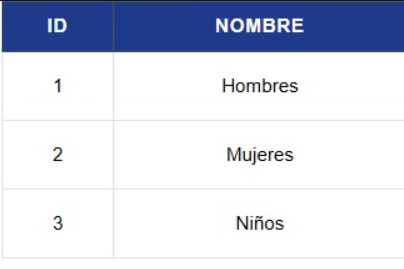 ID NOMBRE
1 Hombres
2 Mujeres
3 Niños